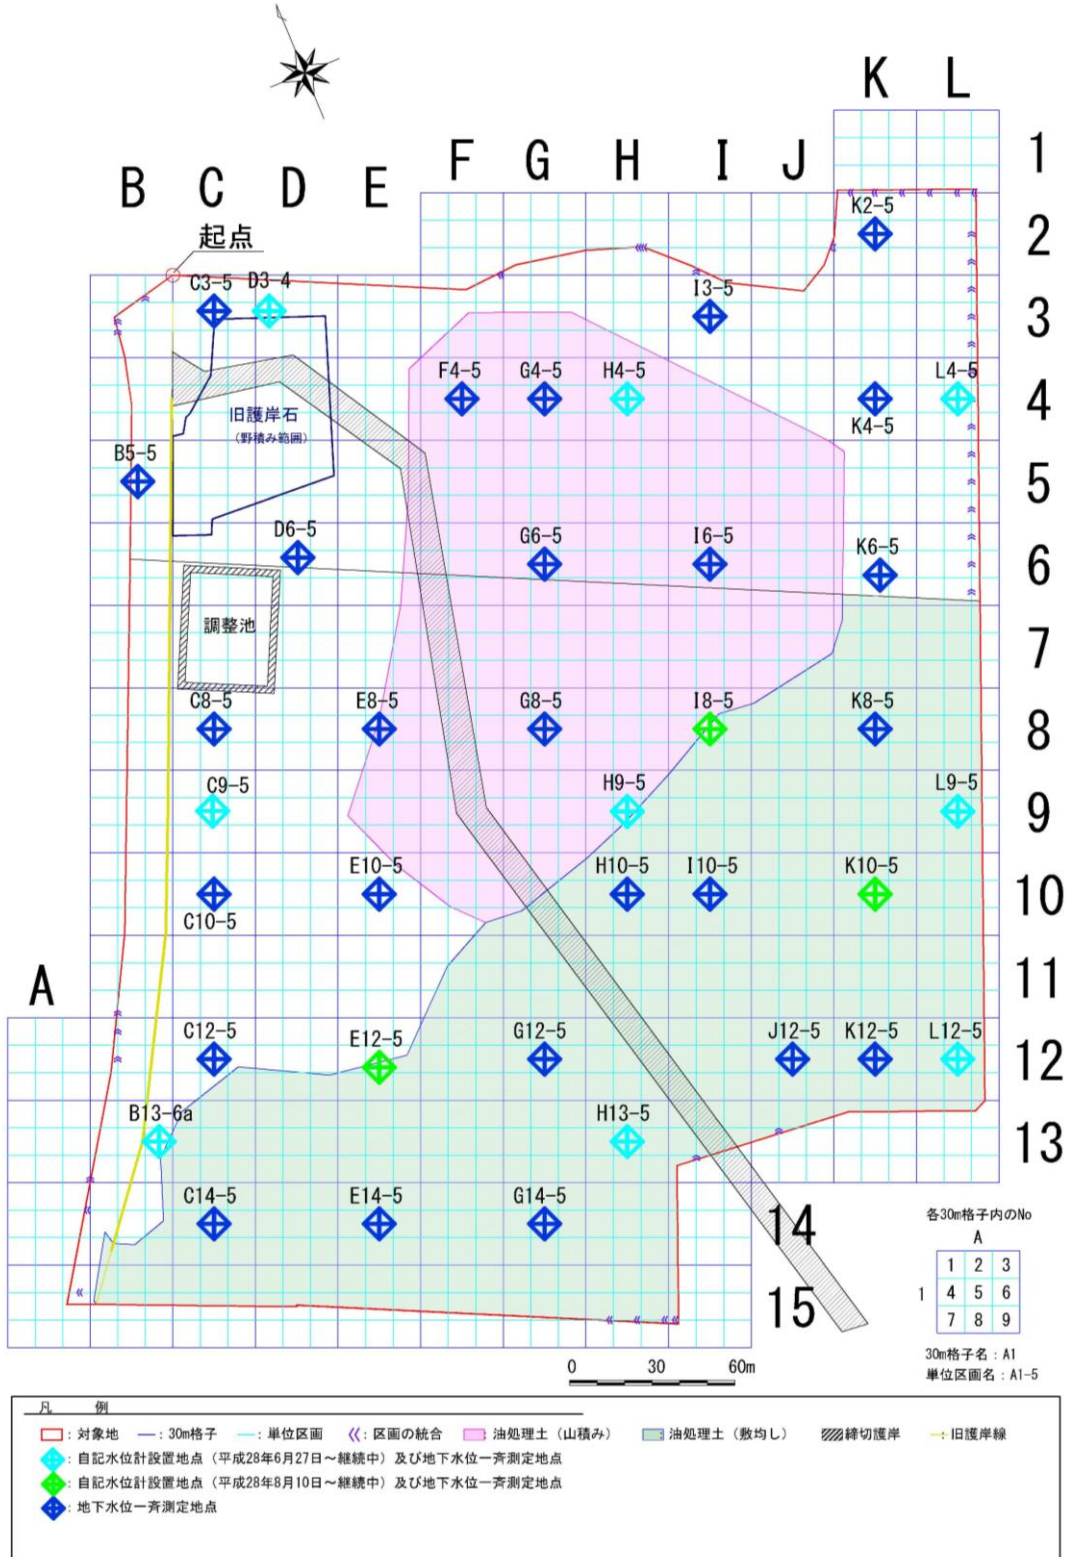 K L
1
F G H I J
B C D E
K2-5
2
起点
C3-5 D3-4
I3-5
3
F4-5 G4-5 H4-5 L4-5
4
K4-5
旧護岸石
(野積み範囲)
B5-5
5
D6-5 G6-5 I6-5 K6-5
6
調整池
7
C8-5 E8-5 G8-5 I8-5 K8-5
8
C9-5 H9-5 L9-5
9
E10-5 H10-5 I10-5 K10-5
10
C10-5
11
A
C12-5 E12-5 G12-5 J12-5 K12-5 L12-5
12
B13-6a H13-5
13
C14-5 E14-5 G14-5
14
15
各30m格子内のNo
A
1 2 3
1 4 5 6
7 8 9
30m格子名:A1
単位区画名:A1-5
0 30 60m
凡 例
:対象地 :30m格子 :単位区画 :区画の統合 :油処理土(山積み) :油処理土(敷均し) :締切護岸 :旧護岸線
:自記水位計設置地点(平成28年6月27日~継続中)及び地下水位一斉測定地点
:自記水位計設置地点(平成28年8月10日~継続中)及び地下水位一斉測定地点
:地下水位一斉測定地点